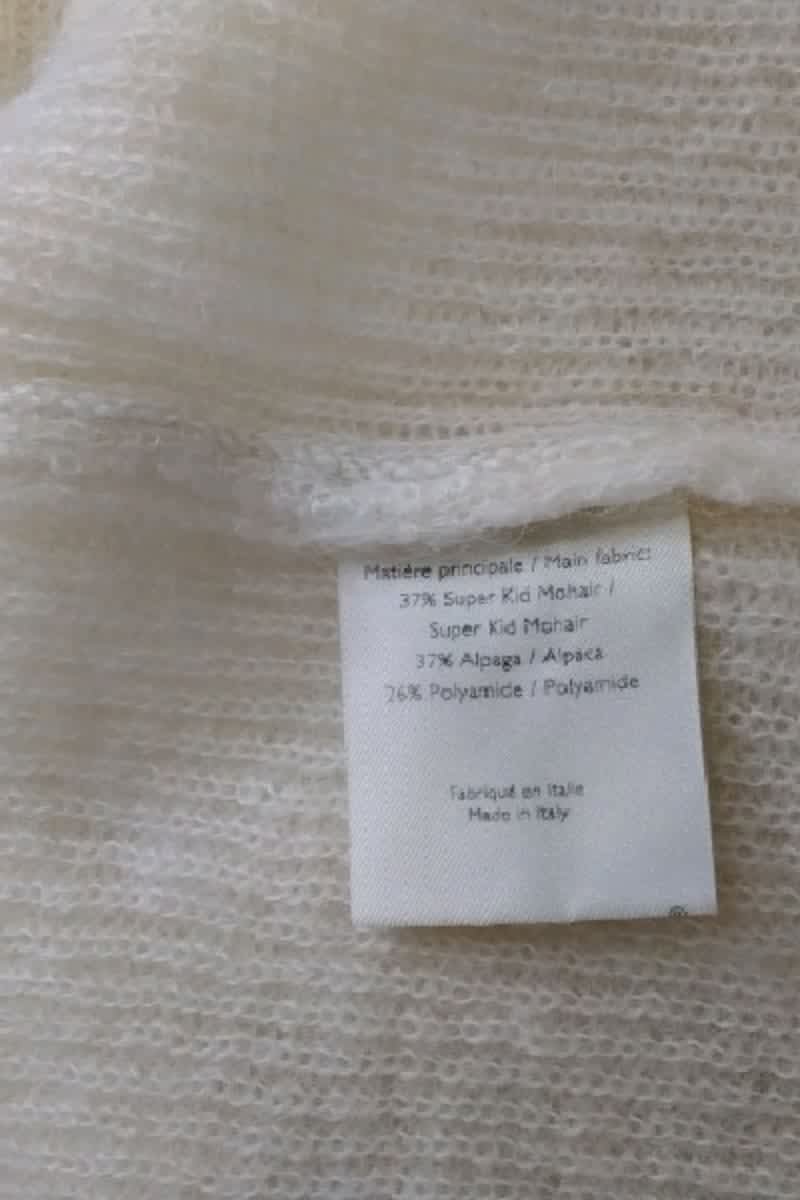 Matière principale / Main fabric:
37% Super Kid Mohair /
Super Kid Mohair
37% Alpaga / Alpaca
26% Polyamide / Polyamide
Fabriqué en Italie
Made in Italy